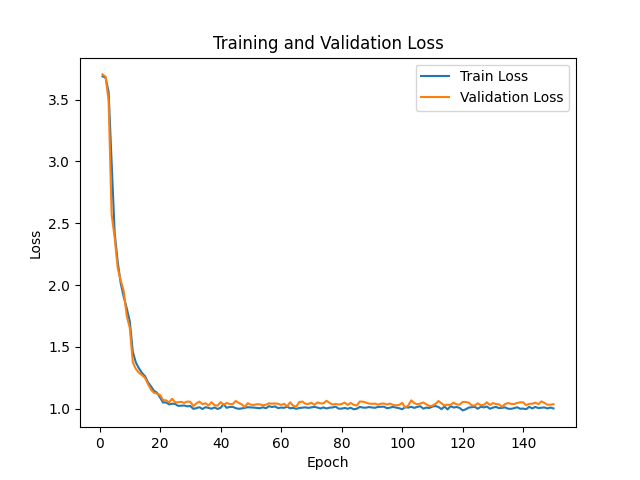 Training and Validation Loss
Train Loss
Validation Loss
Loss
3.5
3.0
2.5
2.0
1.5
1.0
0 20 40 60 80 100 120 140
Epoch